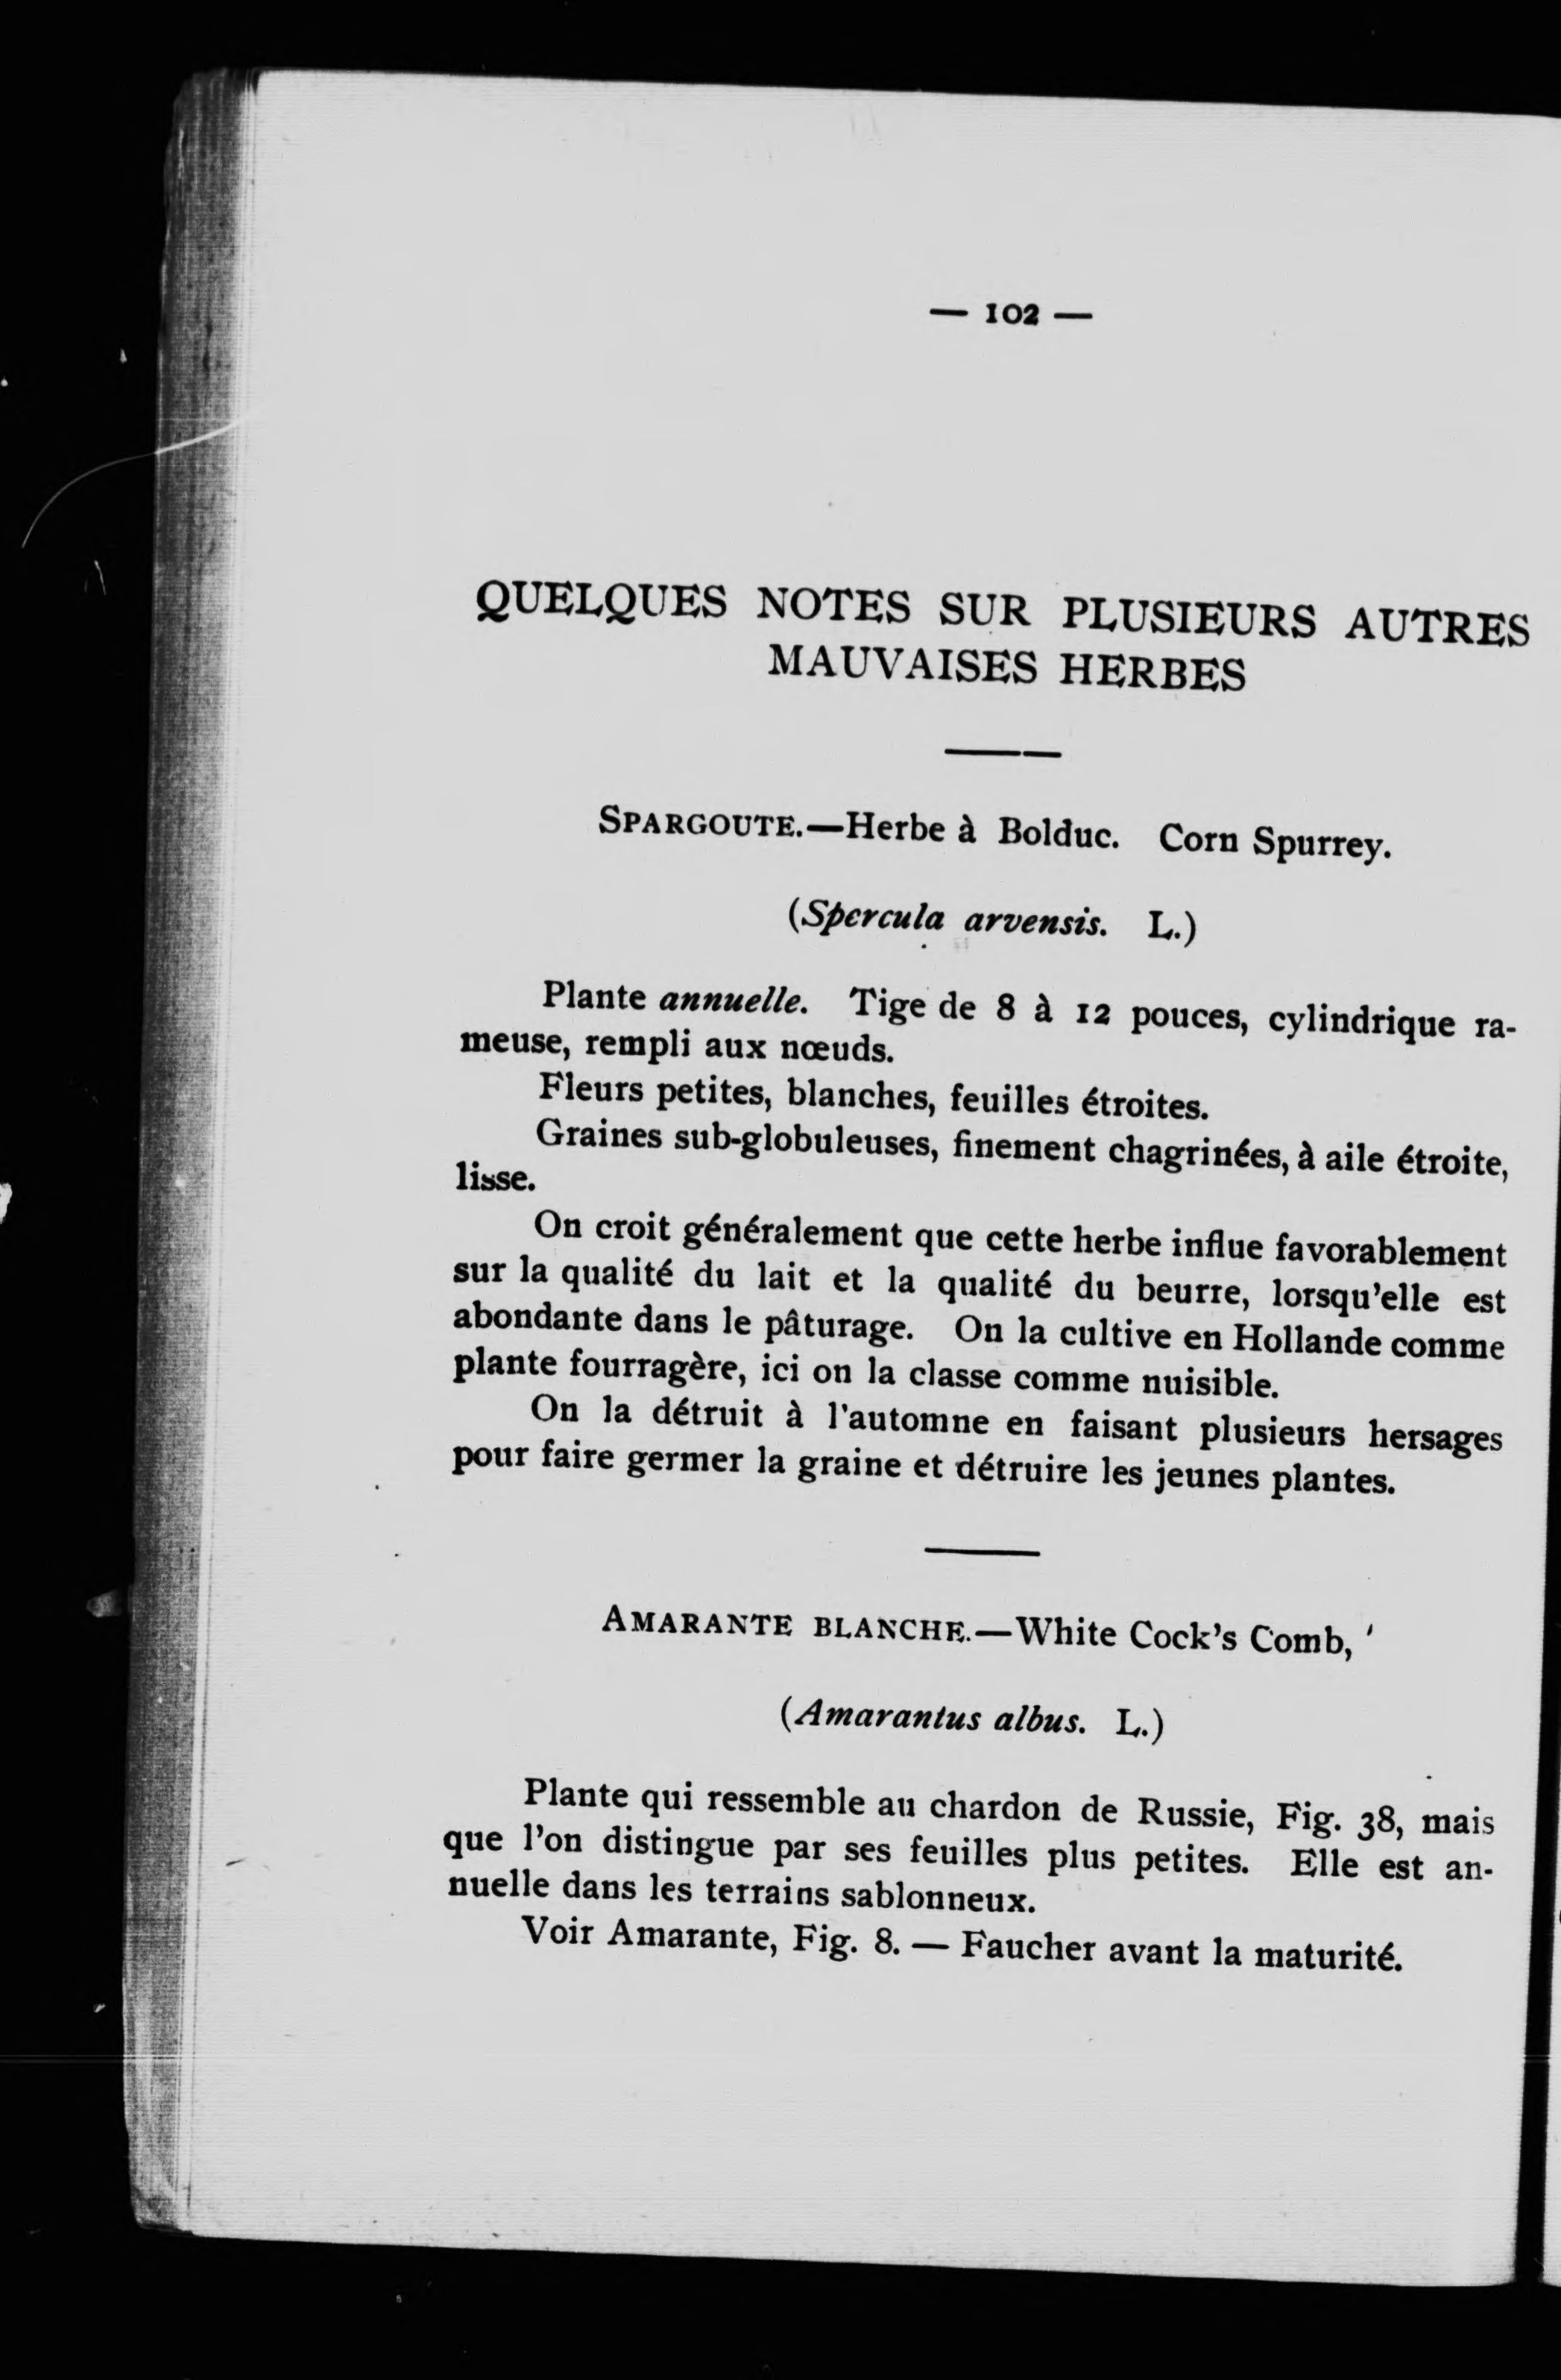 — 102 —
QUELQUES NOTES SUR PLUSIEURS AUTRES
MAUVAISES HERBES
SPARGOUTE.—Herbe à Bolduc. Corn Spurrey.
(Spercula arvensis. L.)
Plante annuelle. Tige de 8 à 12 pouces, cylindrique ra-
meuse, rempli aux nœuds.
Fleurs petites, blanches, feuilles étroites.
Graines sub-globuleuses, finement chagrinées, à aile étroite,
lisse.
On croit généralement que cette herbe influe favorablement
sur la qualité du lait et la qualité du beurre, lorsqu'elle est
abondante dans le pâturage. On la cultive en Hollande comme
plante fourragère, ici on la classe comme nuisible.
On la détruit à l'automne en faisant plusieurs hersages
pour faire germer la graine et détruire les jeunes plantes.
AMARANTE BLANCHE.—White Cock's Comb,
(Amarantus albus. L.)
Plante qui ressemble au chardon de Russie, Fig. 38, mais
que l'on distingue par ses feuilles plus petites. Elle est an-
nuelle dans les terrains sablonneux.
Voir Amarante, Fig. 8. — Faucher avant la maturité.